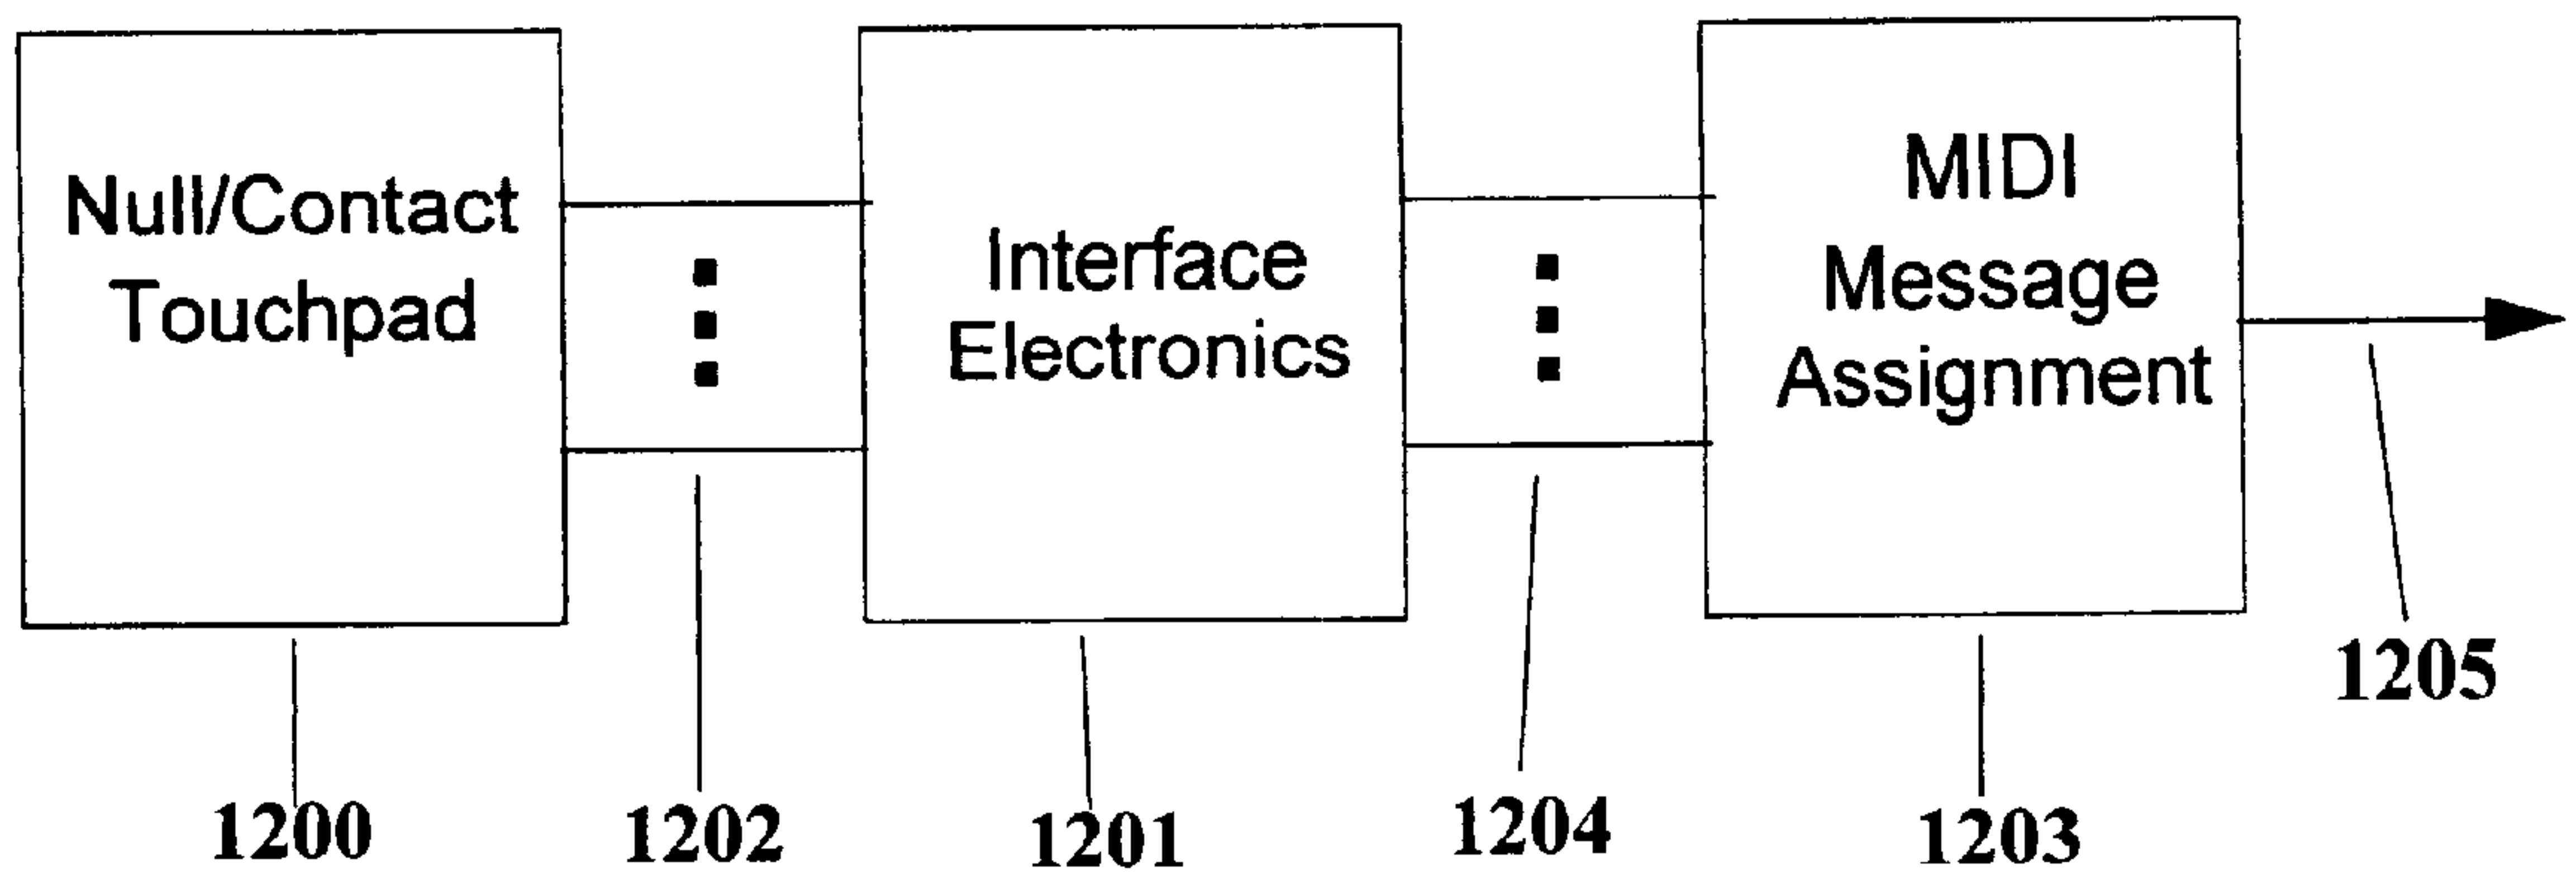 Null/Contact
Touchpad
Interface
Electronics
MIDI
Message
Assignment
1200
1202
1201
1204
1203
1205